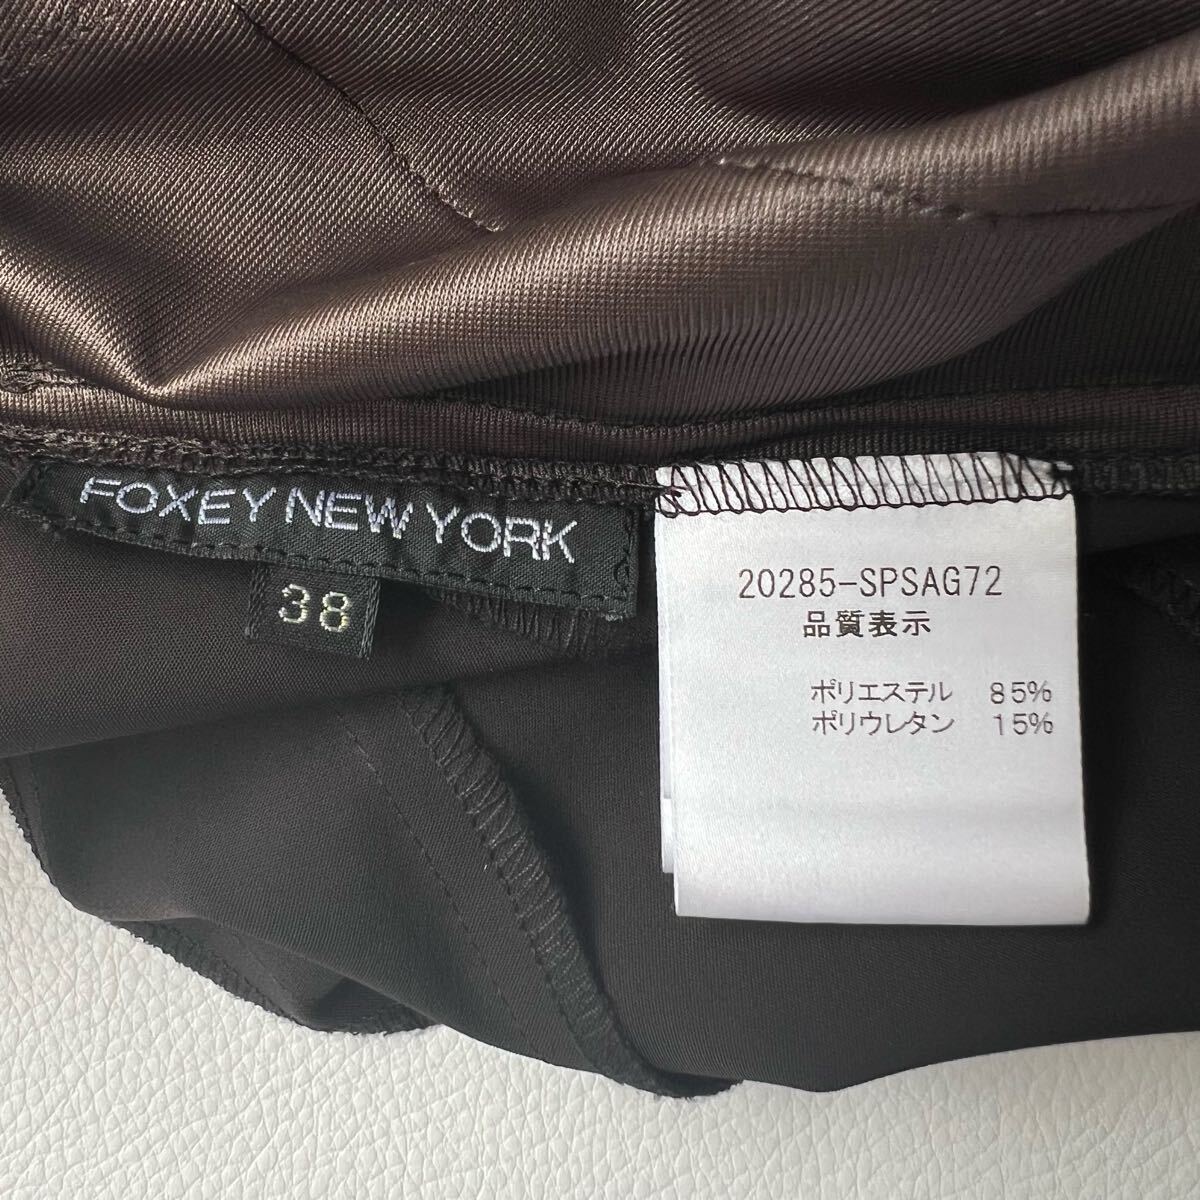 FOXEY NEW YORK
38
20285-SPSAG72
品質表示
ポリエステル 85%
ポリウレタン 15%